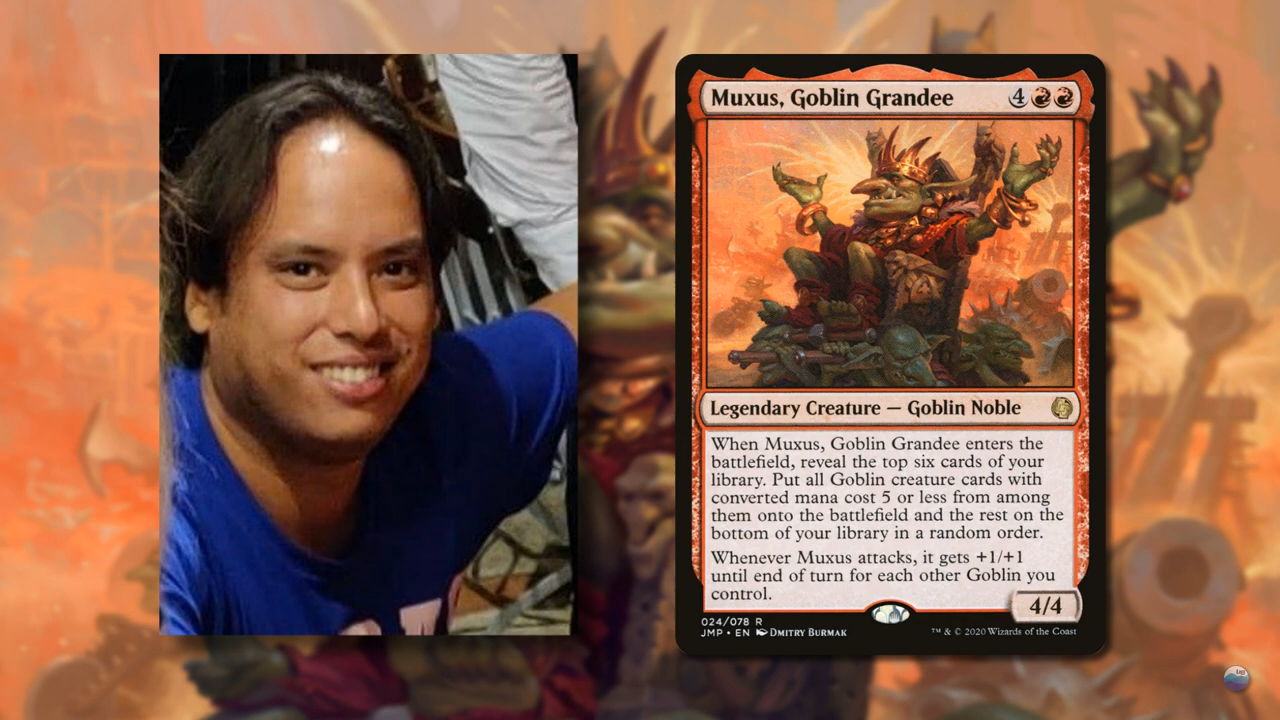 Muxus, Goblin Grandee 4
Legendary Creature — Goblin Noble
When Muxus, Goblin Grandee enters the
battlefield, reveal the top six cards of your
library. Put all Goblin creature cards with
converted mana cost 5 or less from among
them onto the battlefield and the rest on the
bottom of your library in a random order.
Whenever Muxus attacks, it gets +1/+1
until end of turn for each other Goblin you
control.
4/4
024/078 R
JMP • EN Dmitry Burmak
™ & © 2020 Wizards of the Coast